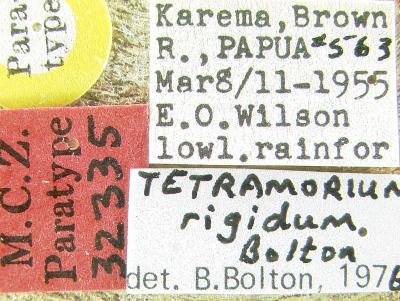 Para
type
Karema, Brown
R., PAPUA #563
Mar8/11-1955
E.O.Wilson
lowl.rainfor
M.C.Z.
Paratype
32335
TETRAMORIUM
rigidum.
Bolton
det. B.Bolton, 1976